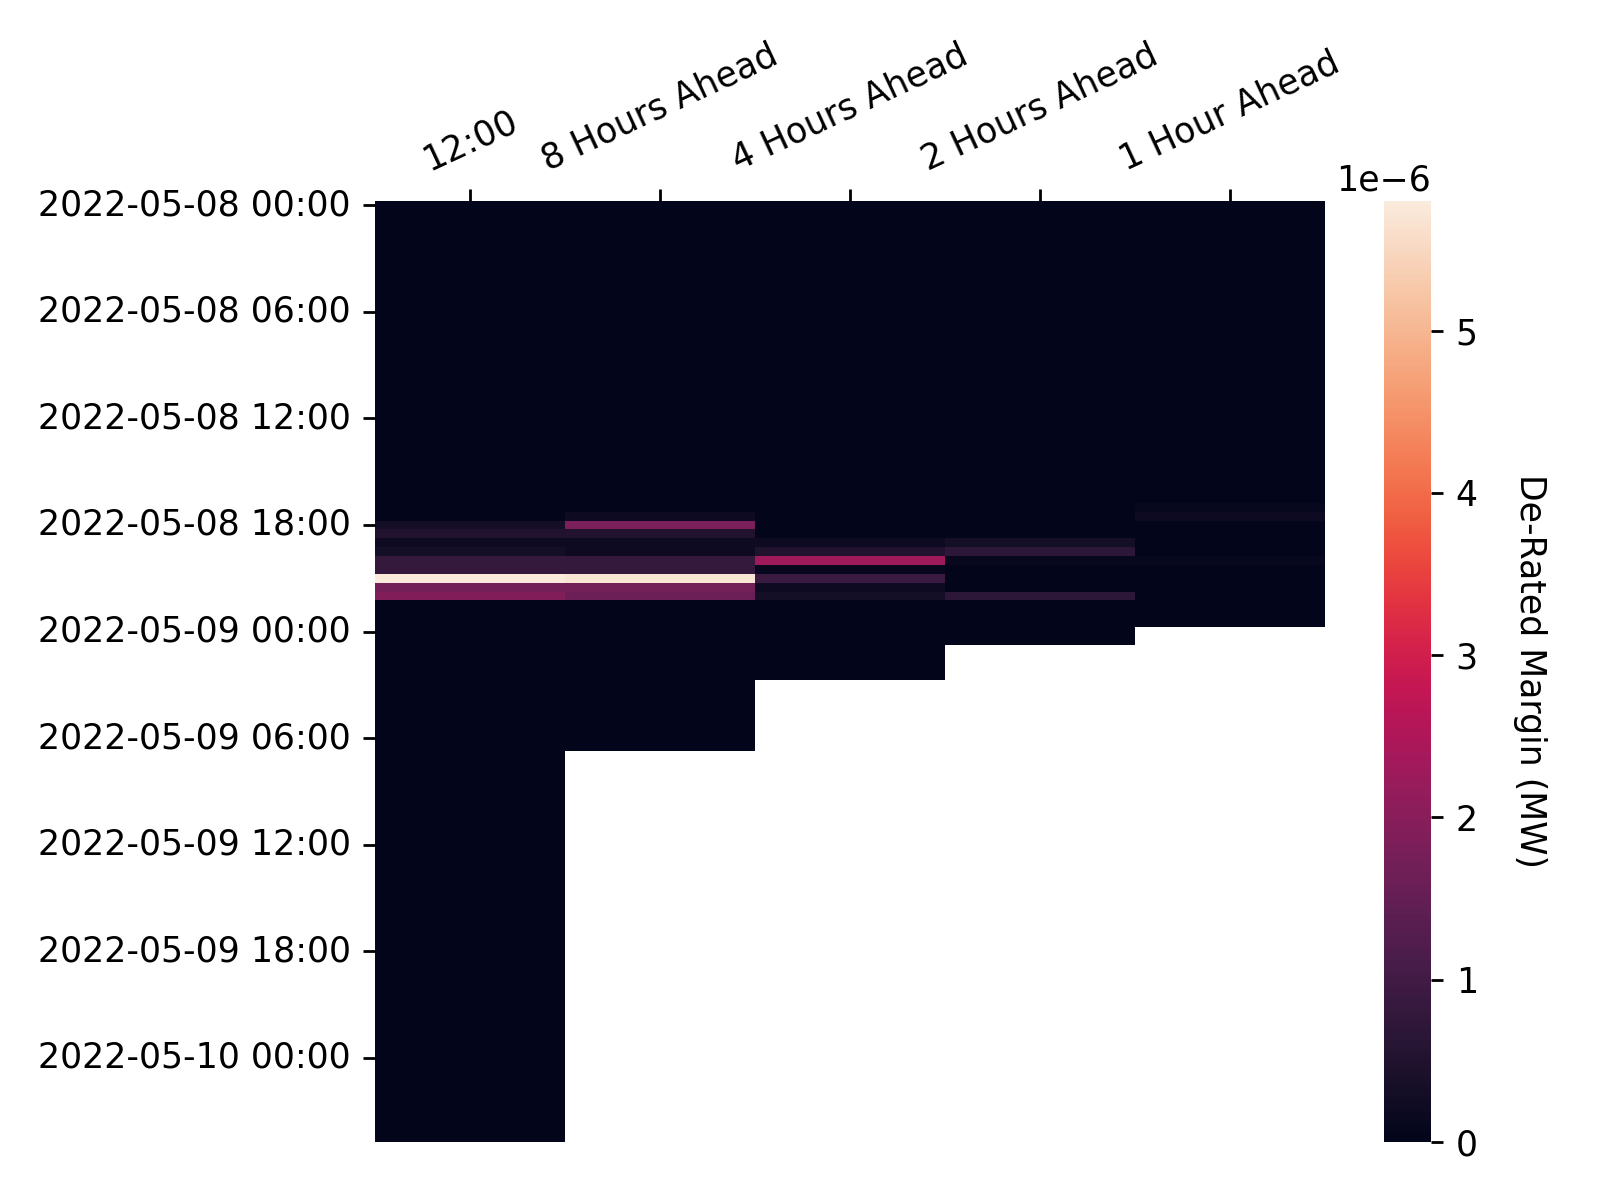 12:00
8 Hours Ahead
4 Hours Ahead
2 Hours Ahead
1 Hour Ahead
1e−6
2022-05-08 00:00
2022-05-08 06:00
2022-05-08 12:00
2022-05-08 18:00
2022-05-09 00:00
2022-05-09 06:00
2022-05-09 12:00
2022-05-09 18:00
2022-05-10 00:00
5
4
3
2
1
0
De-Rated Margin (MW)